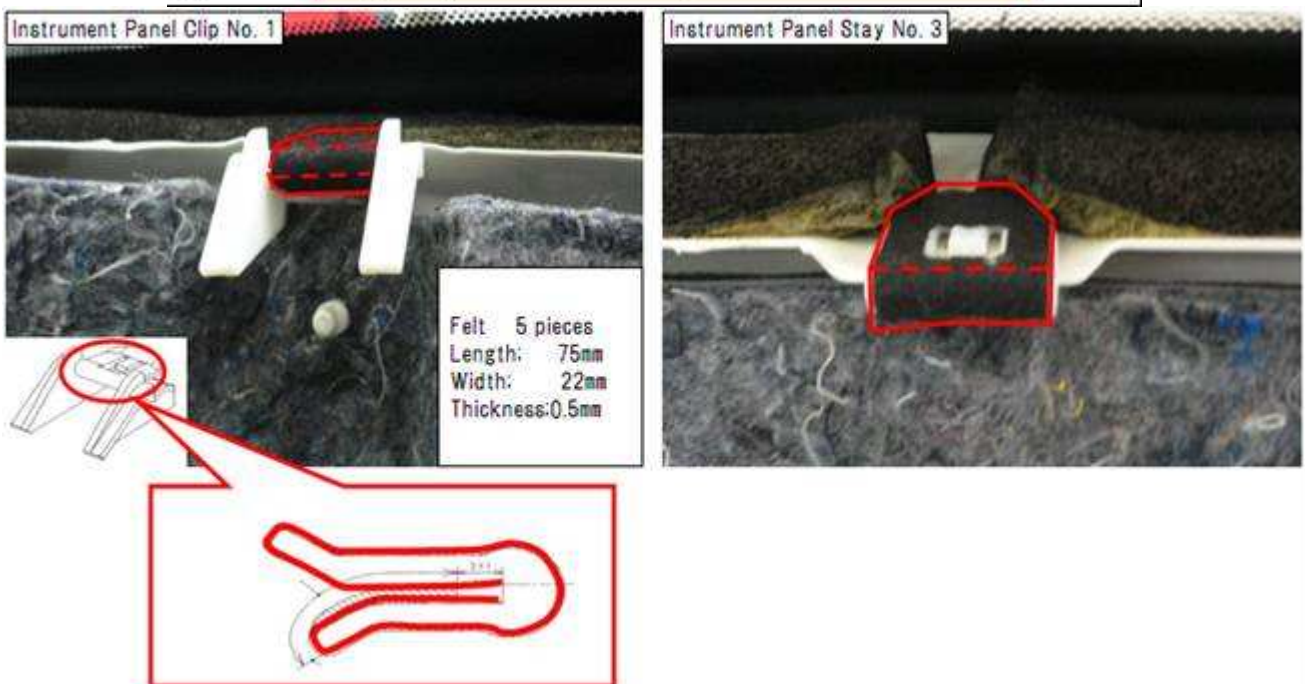 Instrument Panel Clip No. 1
Instrument Panel Stay No. 3
Felt 5 pieces
Length: 75mm
Width: 22mm
Thickness:0.5mm